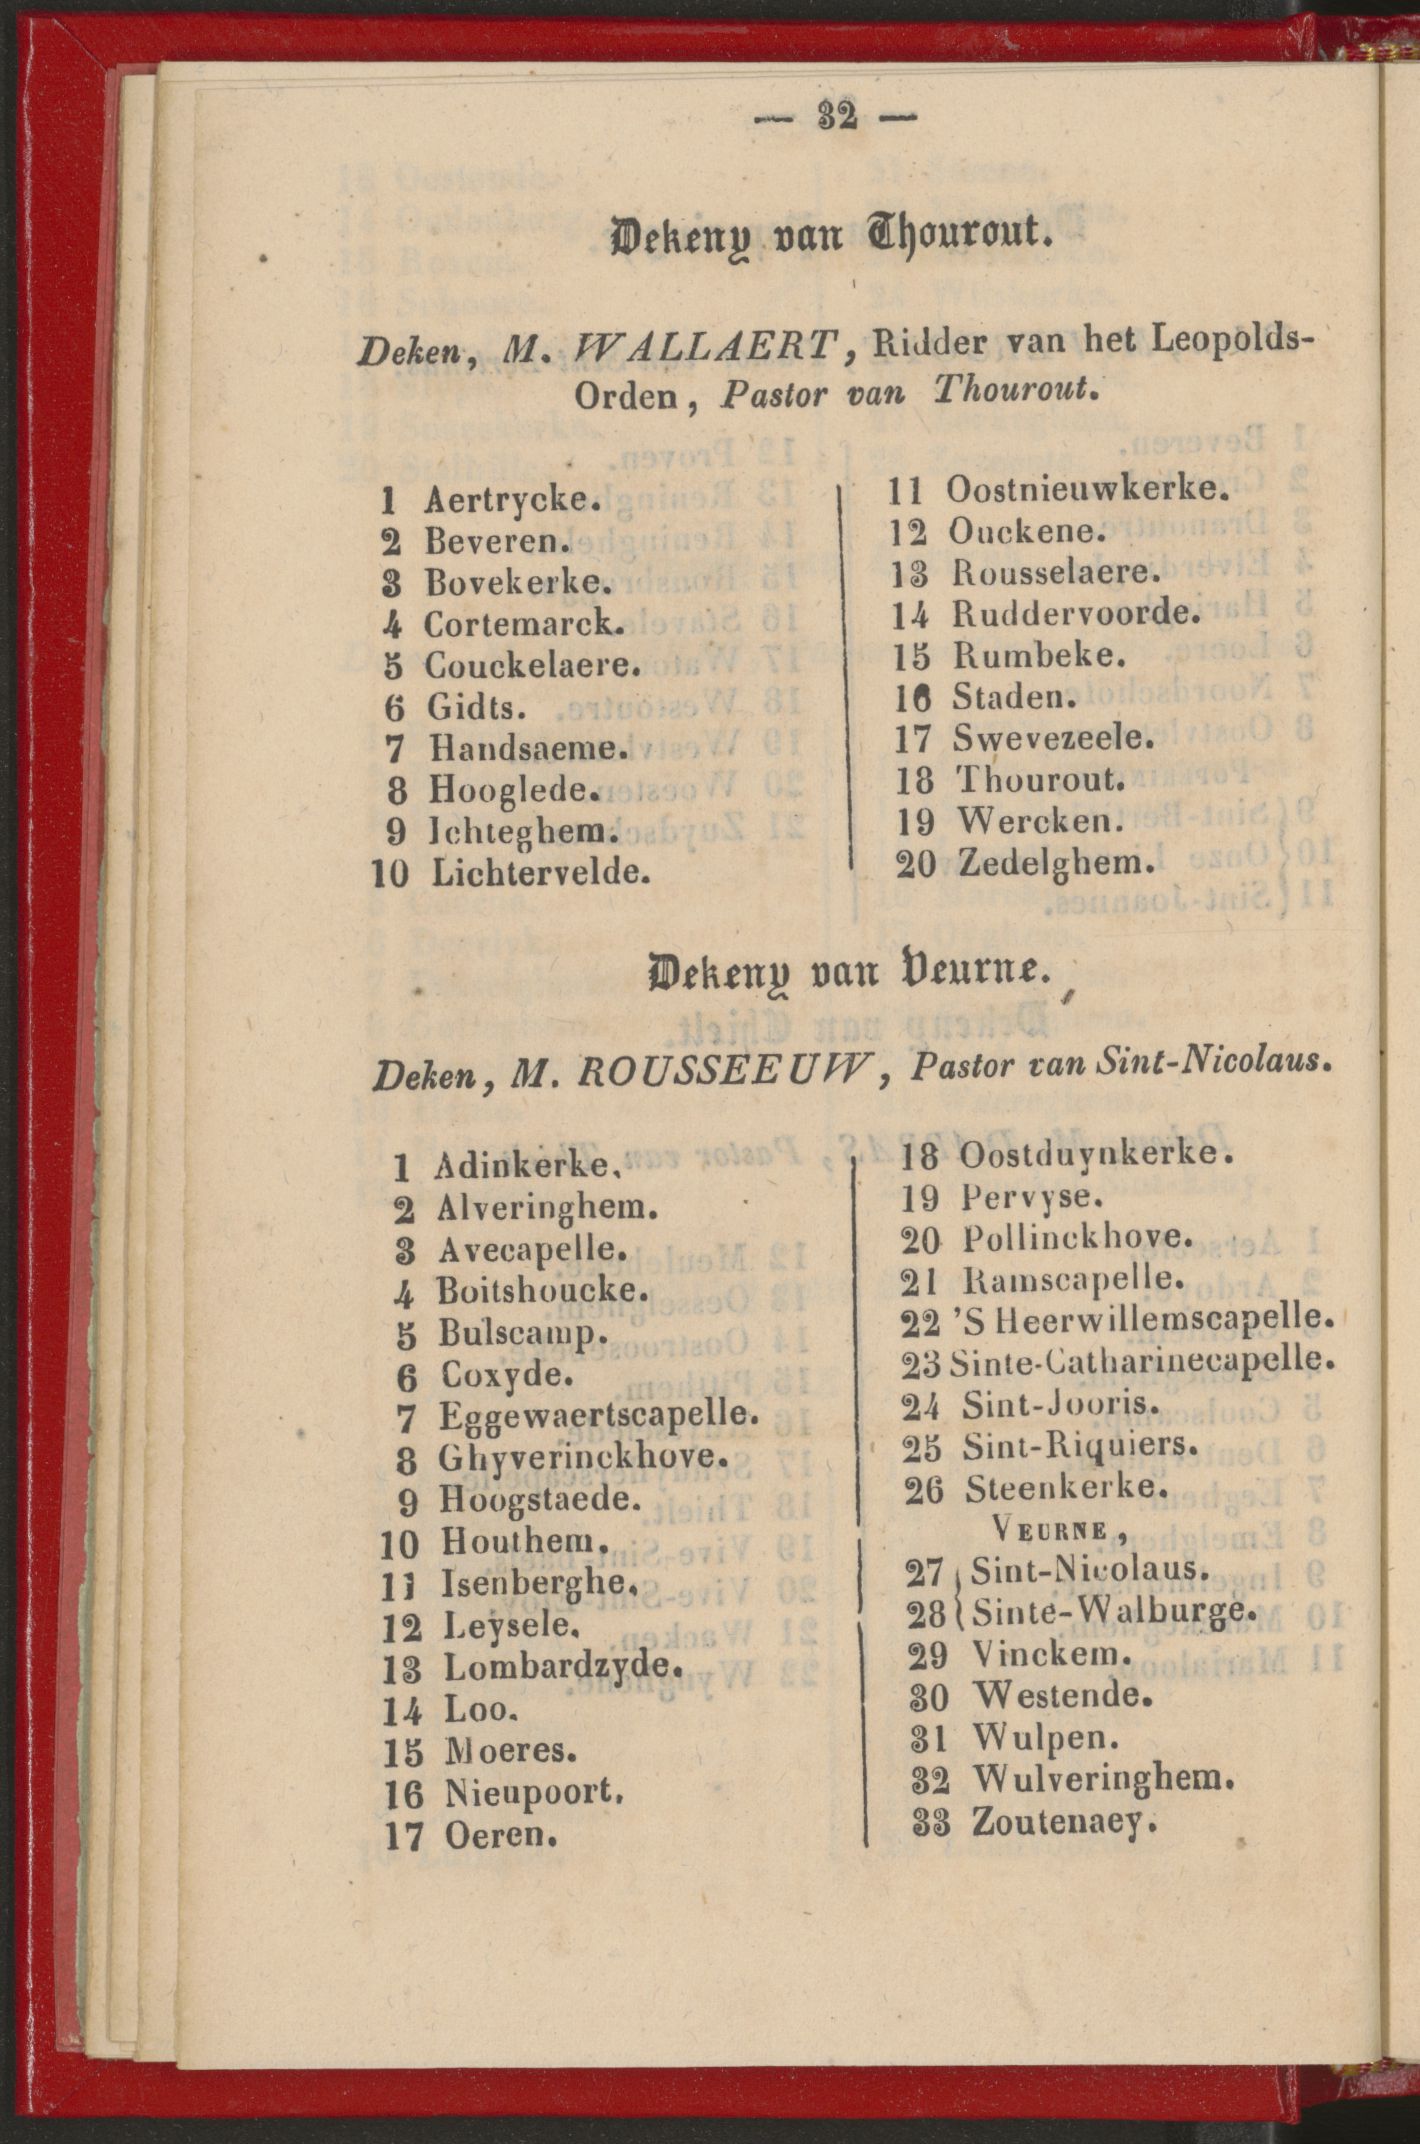 — 32 —
Dekeny van Thourout.
Deken, M. WALLAERT, Ridder van het Leopolds-
Orden, Pastor van Thourout.
1 Aertrycke.
2 Beveren.
3 Bovekerke.
4 Cortemarck.
5 Couckelaere.
6 Gidts.
7 Handsaeme.
8 Hooglede.
9 Ichteghem.
10 Lichtervelde.
11 Oostnieuwkerke.
12 Ouckene.
13 Rousselaere.
14 Ruddervoorde.
15 Rumbeke.
16 Staden.
17 Swevezeele.
18 Thourout.
19 Wercken.
20 Zedelghem.
Dekeny van Veurne.
Deken, M. ROUSSEEUW, Pastor van Sint-Nicolaus.
1 Adinkerke.
2 Alveringhem.
3 Avecapelle.
4 Boitshoucke.
5 Bulscamp.
6 Coxyde.
7 Eggewaertscapelle.
8 Ghyverinckhove.
9 Hoogstaede.
10 Houthem.
11 Isenberghe.
12 Leysele.
13 Lombardzyde.
14 Loo.
15 Moeres.
16 Nieupoort.
17 Oeren.
18 Oostduynkerke.
19 Pervyse.
20 Pollinckhove.
21 Ramscapelle.
22 'S Heerwillemscapelle.
23 Sinte-Catharinecapelle.
24 Sint-Jooris.
25 Sint-Riquiers.
26 Steenkerke.
VEURNE,
27 Sint-Nicolaus.
28 Sinte-Walburge.
29 Vinckem.
30 Westende.
31 Wulpen.
32 Wulveringhem.
33 Zoutenaey.